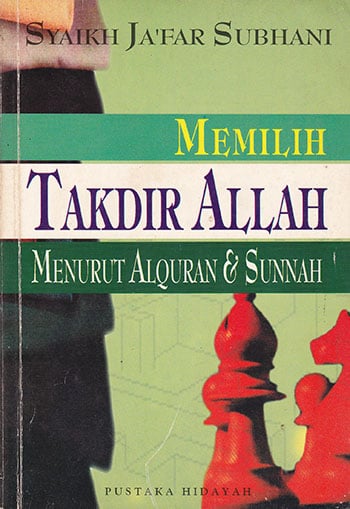 SYAIKH JA'FAR SUBHANI
MEMILIH
TAKDIR ALLAH
MENURUT ALQURAN & SUNNAH
PUSTAKA HIDAYAH